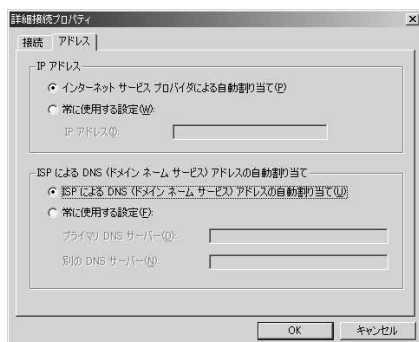 詳細接続プロパティ
接続 アドレス
IP アドレス
インターネット サービス プロバイダによる自動割り当て(P)
常に使用する設定(W):
IP アドレス(I):
ISP による DNS (ドメイン ネーム サービス) アドレスの自動割り当て
ISP による DNS (ドメイン ネーム サービス) アドレスの自動割り当て(U)
常に使用する設定(F):
プライマリ DNS サーバー(D):
別の DNS サーバー(N):
OK キャンセル